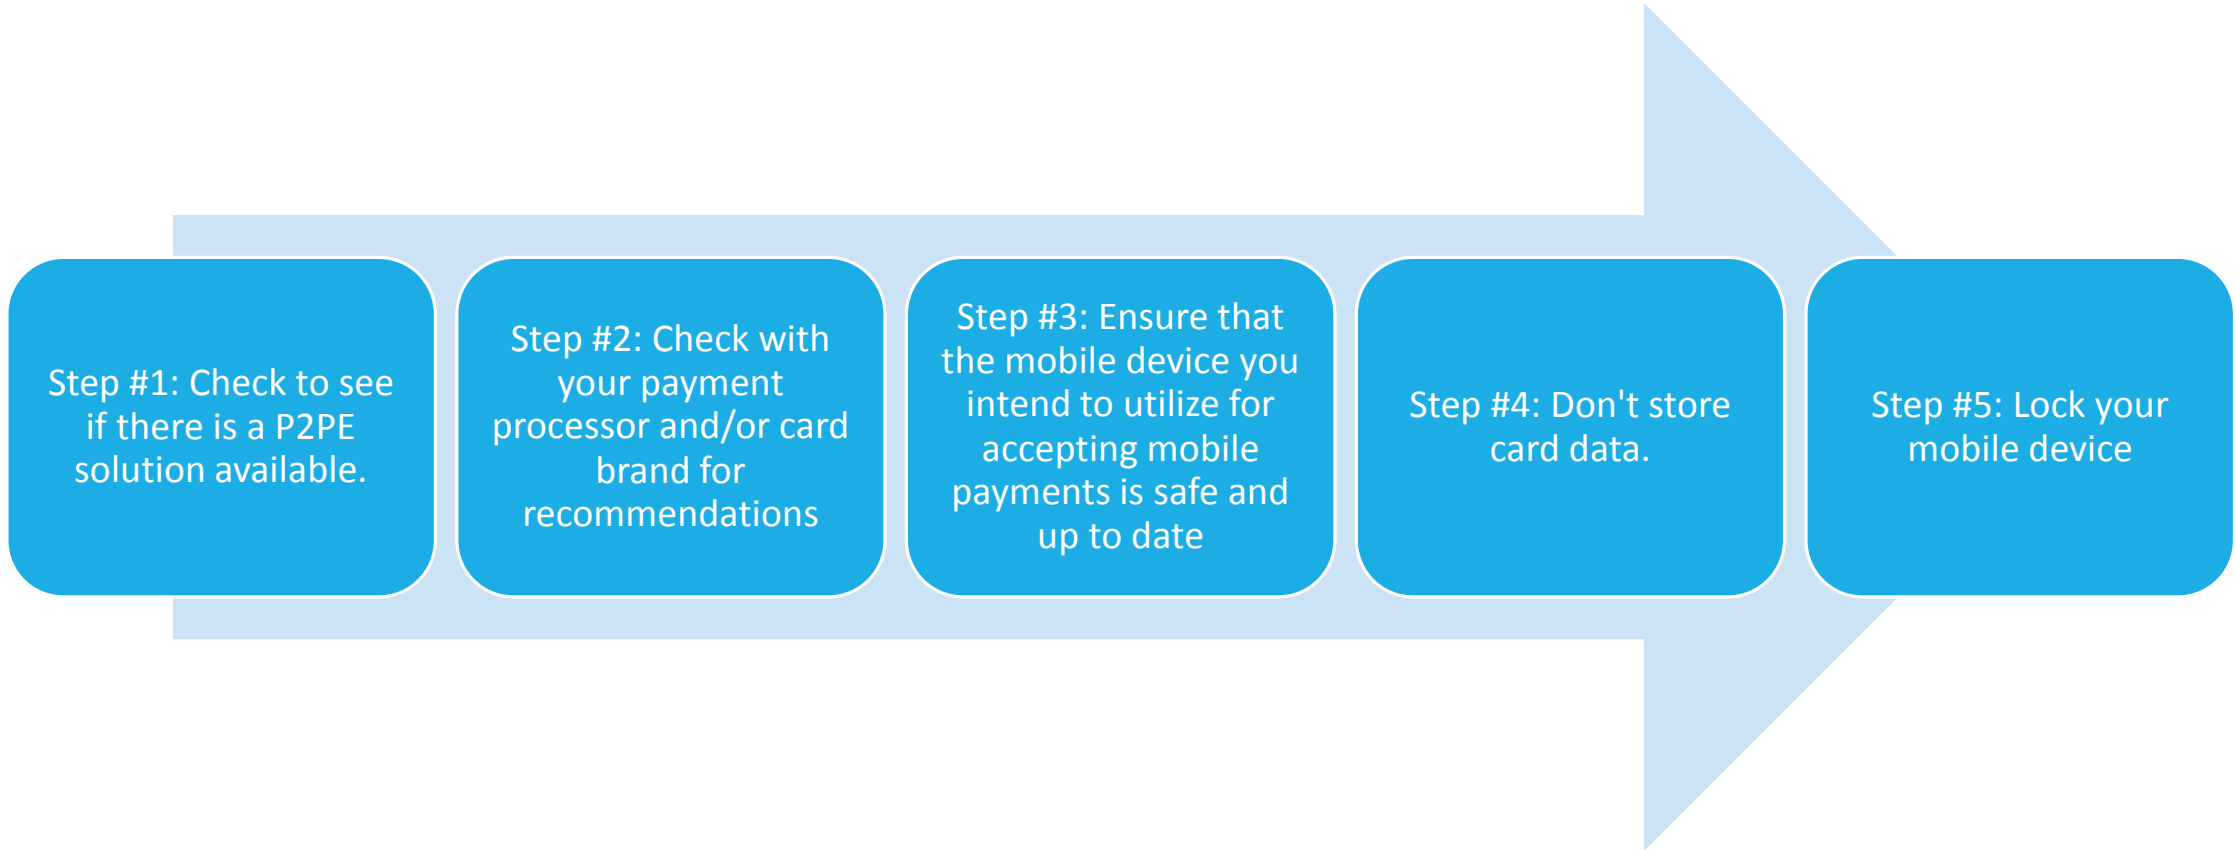 Step #1: Check to see
if there is a P2PE
solution available.
Step #2: Check with
your payment
processor and/or card
brand for
recommendations
Step #3: Ensure that
the mobile device you
intend to utilize for
accepting mobile
payments is safe and
up to date
Step #4: Don't store
card data.
Step #5: Lock your
mobile device